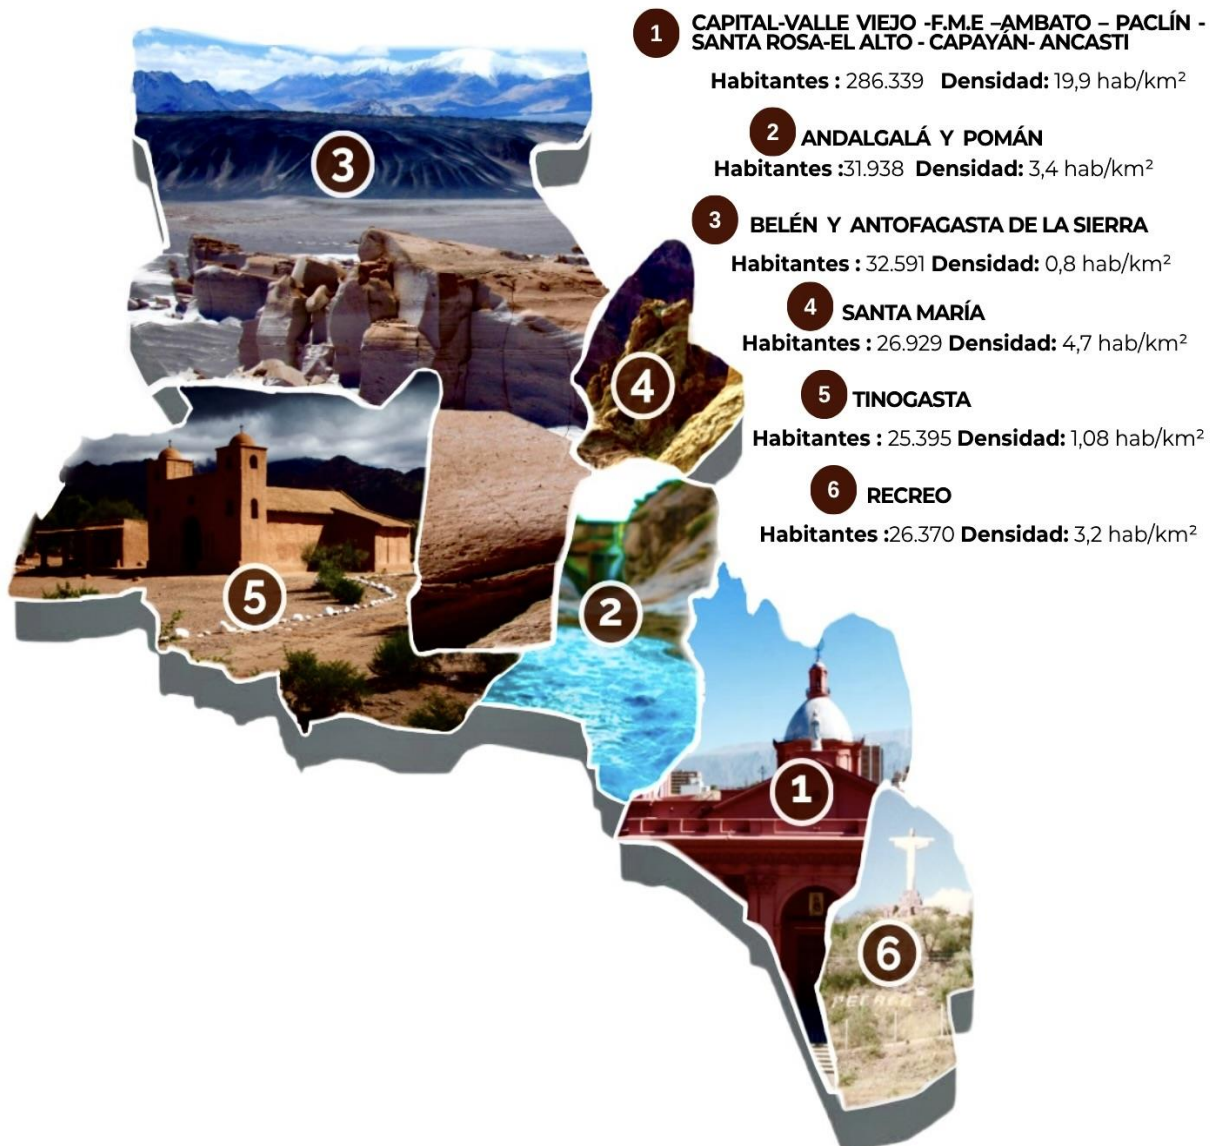 1 CAPITAL-VALLE VIEJO -F.M.E –AMBATO – PACLÍN -
SANTA ROSA-EL ALTO - CAPAYÁN- ANCASTI
Habitantes : 286.339 Densidad: 19,9 hab/km²
2 ANDALGALÁ Y POMÁN
Habitantes :31.938 Densidad: 3,4 hab/km²
3 BELÉN Y ANTOFAGASTA DE LA SIERRA
Habitantes : 32.591 Densidad: 0,8 hab/km²
4 SANTA MARÍA
Habitantes : 26.929 Densidad: 4,7 hab/km²
5 TINOGASTA
Habitantes : 25.395 Densidad: 1,08 hab/km²
6 RECREO
Habitantes :26.370 Densidad: 3,2 hab/km²
3
4
5
2
1
6
RECREO